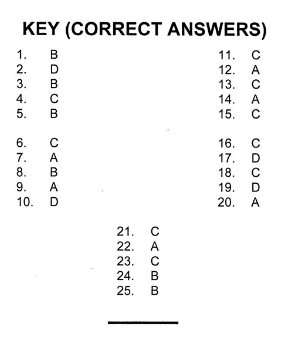 KEY (CORRECT ANSWERS)
1. B
2. D
3. B
4. C
5. B
6. C
7. A
8. B
9. A
10. D
11. C
12. A
13. C
14. A
15. C
16. C
17. D
18. C
19. D
20. A
21. C
22. A
23. C
24. B
25. B